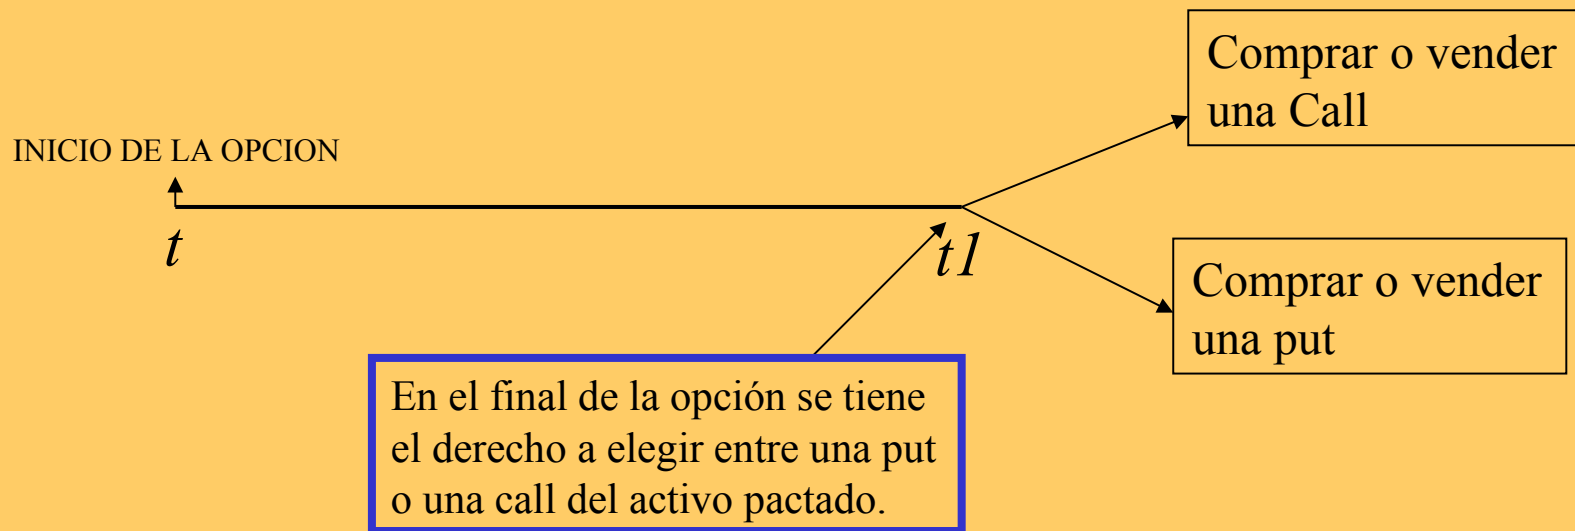 Comprar o vender
una Call
INICIO DE LA OPCION
t
t1
Comprar o vender
una put
En el final de la opción se tiene
el derecho a elegir entre una put
o una call del activo pactado.